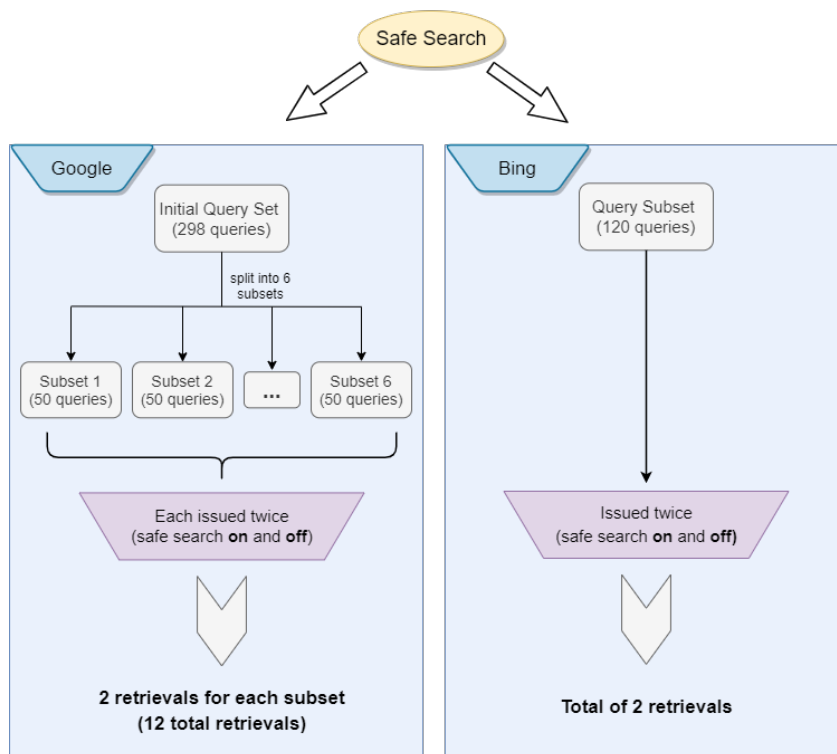 Safe Search
Google
Initial Query Set
(298 queries)
split into 6
subsets
Subset 1
(50 queries)
Subset 2
(50 queries)
...
Subset 6
(50 queries)
Each issued twice
(safe search on and off)
2 retrievals for each subset
(12 total retrievals)
Bing
Query Subset
(120 queries)
Issued twice
(safe search on and off)
Total of 2 retrievals